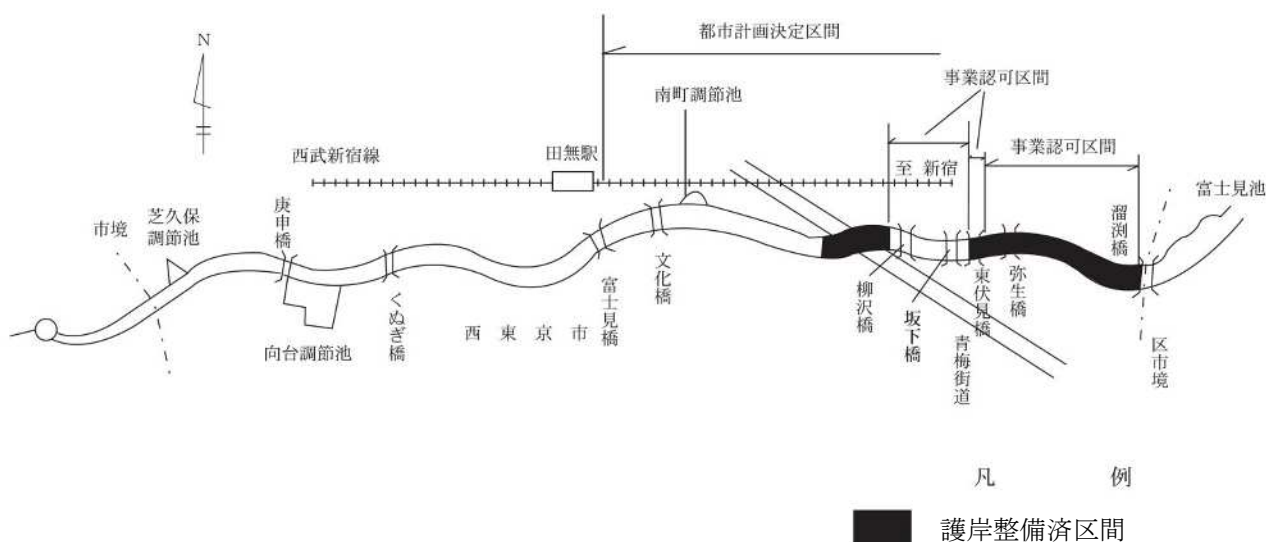 都市計画決定区間
N
事業認可区間
南町調節池
西武新宿線
田無駅
事業認可区間
至 新宿
富士見池
芝久保
調節池
市境
庚申橋
溜渕橋
くぬぎ橋
西東京市
富士見橋
文化橋
柳沢橋
坂下橋
青梅街道
東伏見橋
弥生橋
区市境
向台調節池
凡 例
護岸整備済区間